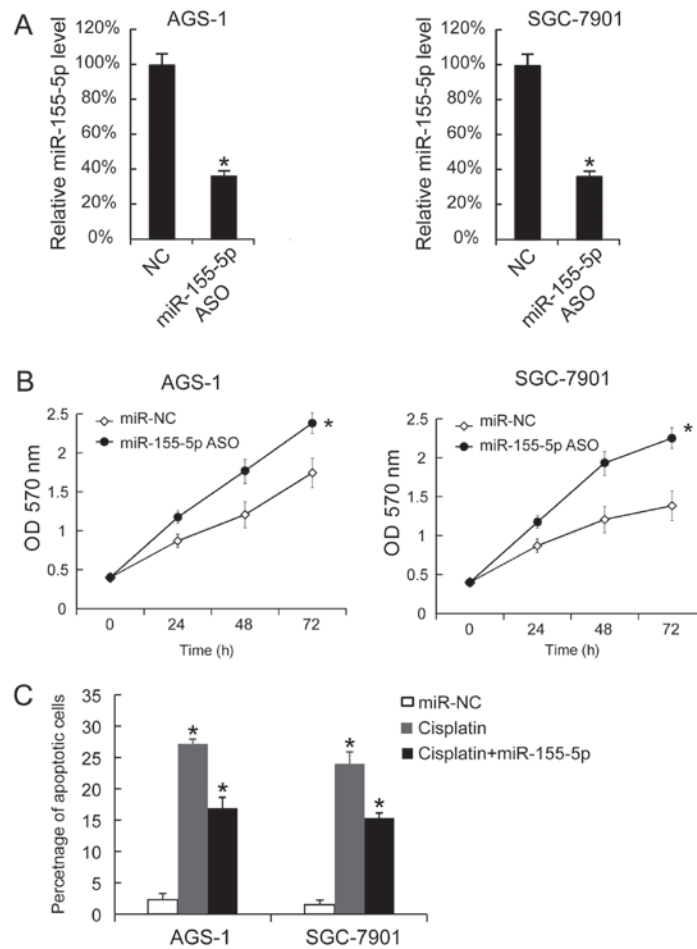 A
AGS-1
SGC-7901
Relative miR-155-5p level
120%
100%
80%
60%
40%
20%
0%
*
NC
miR-155-5p
ASO
Relative miR-155-5p level
120%
100%
80%
60%
40%
20%
0%
*
NC
miR-155-5p
ASO
B
AGS-1
OD 570 nm
2.5
2
1.5
1
0.5
0
miR-NC
miR-155-5p ASO
*
0 24 48 72
Time (h)
SGC-7901
OD 570 nm
2.5
2
1.5
1
0.5
0
miR-NC
miR-155-5p ASO
*
0 24 48 72
Time (h)
C
Percetnage of apoptotic cells
35
30
25
20
15
10
5
0
* * * *
AGS-1 SGC-7901
miR-NC
Cisplatin
Cisplatin+miR-155-5p